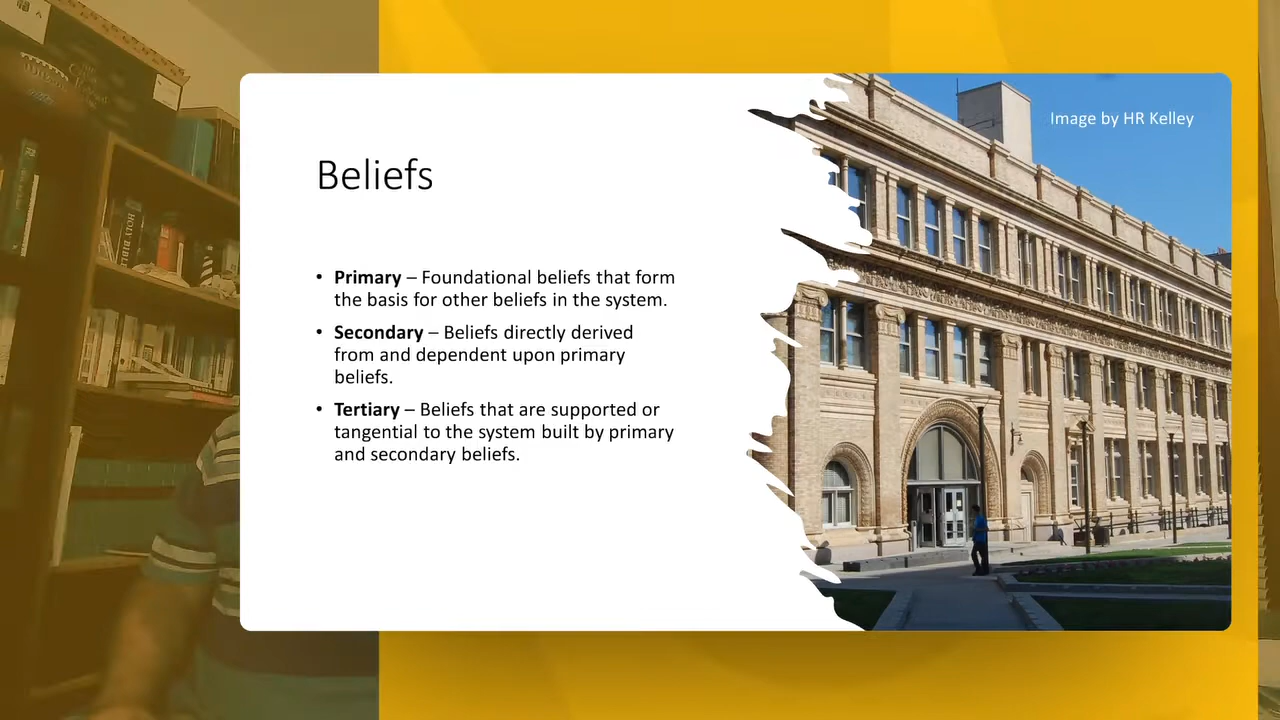 Image by HR Kelley
Beliefs
• Primary – Foundational beliefs that form
the basis for other beliefs in the system.
• Secondary – Beliefs directly derived
from and dependent upon primary
beliefs.
• Tertiary – Beliefs that are supported or
tangential to the system built by primary
and secondary beliefs.
HOLY BIBLE